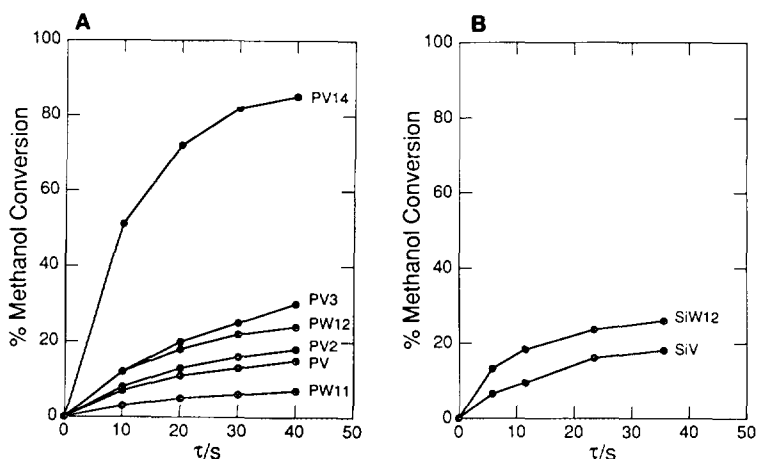 A
% Methanol Conversion
100
80
60
40
20
0
0 10 20 30 40 50
τ/s
PV14
PV3
PW12
PV2
PV
PW11
B
% Methanol Conversion
100
80
60
40
20
0
0 10 20 30 40 50
τ/s
SiW12
SiV